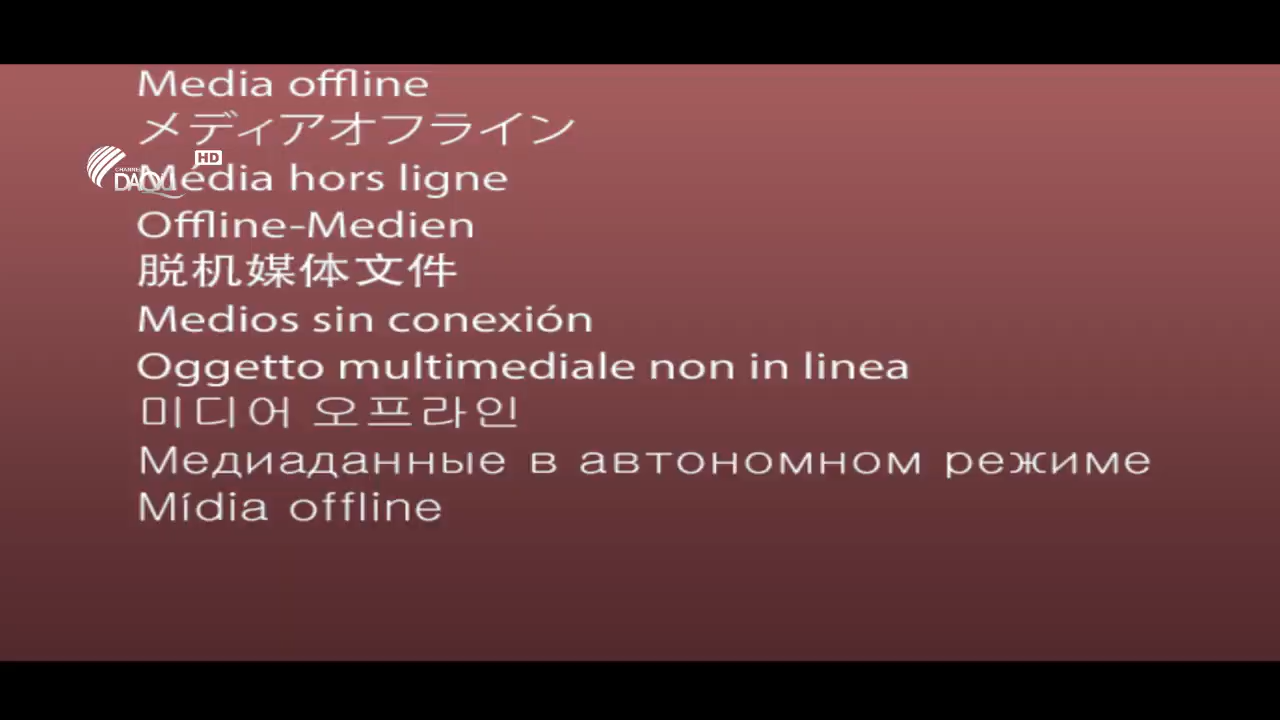 Media offline
メディアオフライン
HD
CHANNEL
Média hors ligne
Offline-Medien
脱机媒体文件
Medios sin conexión
Oggetto multimediale non in linea
미디어 오프라인
Медиаданные в автономном режиме
Mídia offline